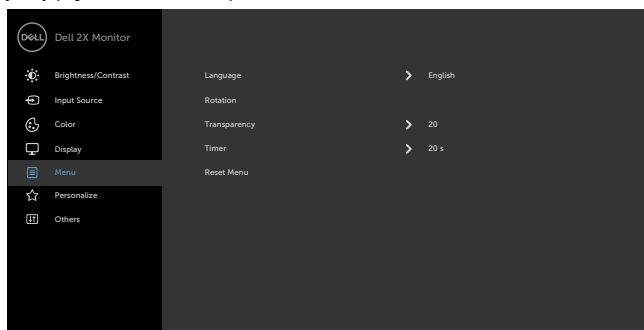 DELL
Dell 2X Monitor
Brightness/Contrast
Input Source
Color
Display
Menu
Personalize
Others
Language English
Rotation
Transparency 20
Timer 20 s
Reset Menu